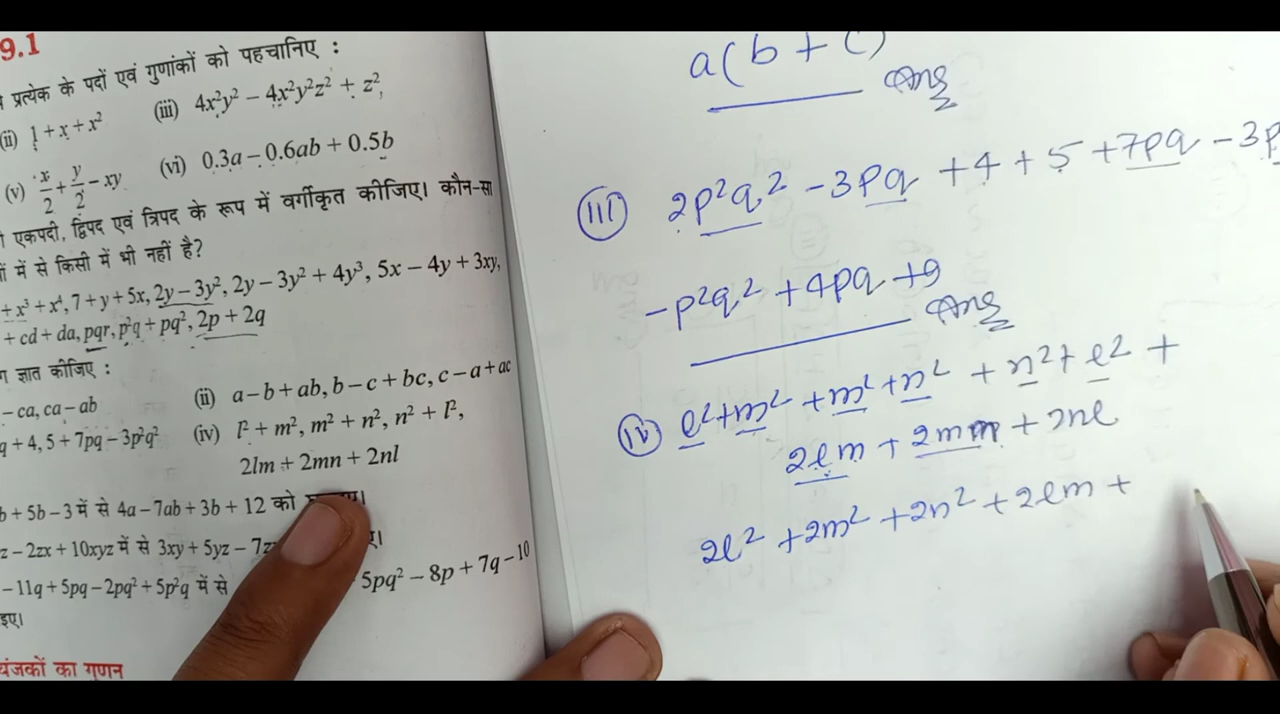 9.1
प्रत्येक के पदों एवं गुणांकों को पहचानिए :
(ii) 1 + x + x²
(iii) 4x²y² – 4x²y²z² + z²,
(v) x/2 + y/2 – xy
(vi) 0.3a – 0.6ab + 0.5b
एकपदी, द्विपद एवं त्रिपद के रूप में वर्गीकृत कीजिए। कौन-सा
में से किसी में भी नहीं है?
+ x³ + x⁴, 7 + y + 5x, 2y – 3y², 2y – 3y² + 4y³, 5x – 4y + 3xy,
+ cd + da, pqr, p²q + pq², 2p + 2q
ज्ञात कीजिए :
– ca, ca – ab
(ii) a – b + ab, b – c + bc, c – a + ac
q + 4, 5 + 7pq – 3p²q²
(iv) l² + m², m² + n², n² + l²,
2lm + 2mn + 2nl
b + 5b – 3 में से 4a – 7ab + 3b + 12 को
z – 2zx + 10xyz में से 3xy + 5yz – 7z
– 11q + 5pq – 2pq² + 5p²q में से
5pq² – 8p + 7q – 10
इए।
यंजकों का गुणन
a(b + c)
Ans
(iii) 2p²q² - 3pq + 4 + 5 + 7pq - 3p
-p²q² + 4pq + 9
Ans
(iv) l² + m² + m² + n² + n² + l² +
2lm + 2mn + 2nl
2l² + 2m² + 2n² + 2lm +